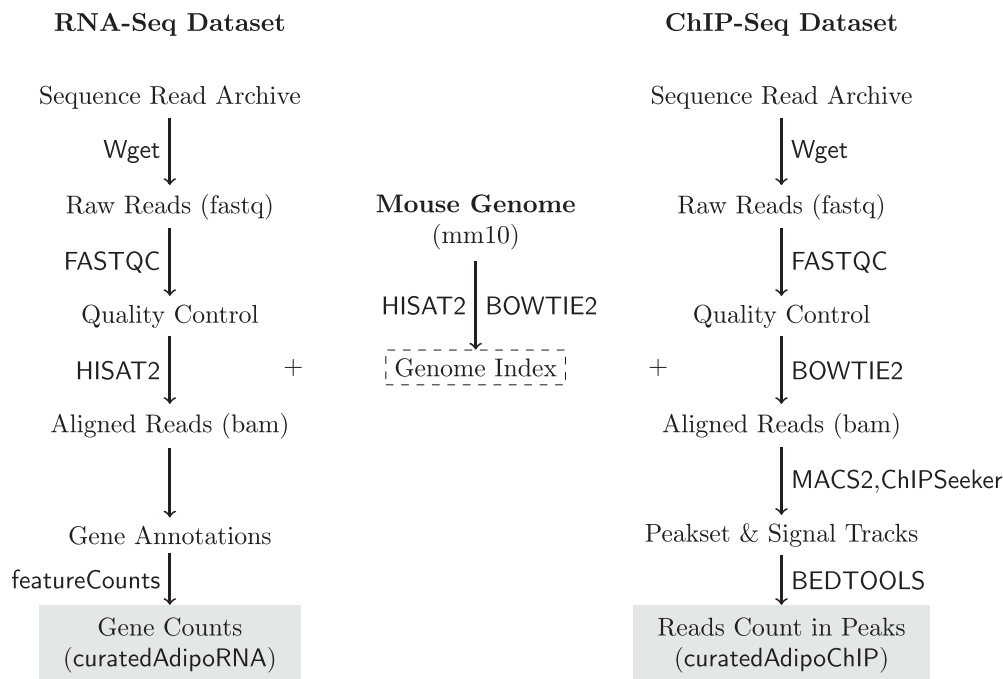 RNA-Seq Dataset
Sequence Read Archive
Wget
Raw Reads (fastq)
FASTQC
Quality Control
HISAT2
Aligned Reads (bam)
Gene Annotations
featureCounts
Gene Counts
(curatedAdipoRNA)
+
Mouse Genome
(mm10)
HISAT2 BOWTIE2
Genome Index
+
ChIP-Seq Dataset
Sequence Read Archive
Wget
Raw Reads (fastq)
FASTQC
Quality Control
BOWTIE2
Aligned Reads (bam)
MACS2,ChIPSeeker
Peakset & Signal Tracks
BEDTOOLS
Reads Count in Peaks
(curatedAdipoChIP)